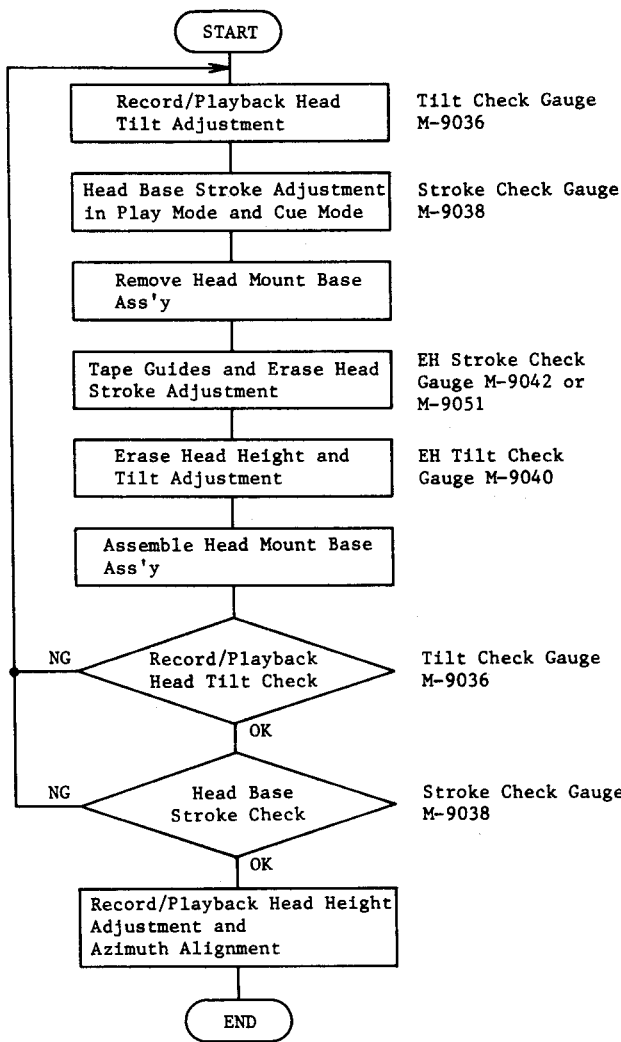 START
Record/Playback Head
Tilt Adjustment
Tilt Check Gauge
M-9036
Head Base Stroke Adjustment
in Play Mode and Cue Mode
Stroke Check Gauge
M-9038
Remove Head Mount Base
Ass'y
Tape Guides and Erase Head
Stroke Adjustment
EH Stroke Check
Gauge M-9042 or
M-9051
Erase Head Height and
Tilt Adjustment
EH Tilt Check
Gauge M-9040
Assemble Head Mount Base
Ass'y
NG
Record/Playback
Head Tilt Check
Tilt Check Gauge
M-9036
OK
NG
Head Base
Stroke Check
Stroke Check Gauge
M-9038
OK
Record/Playback Head Height
Adjustment and
Azimuth Alignment
END